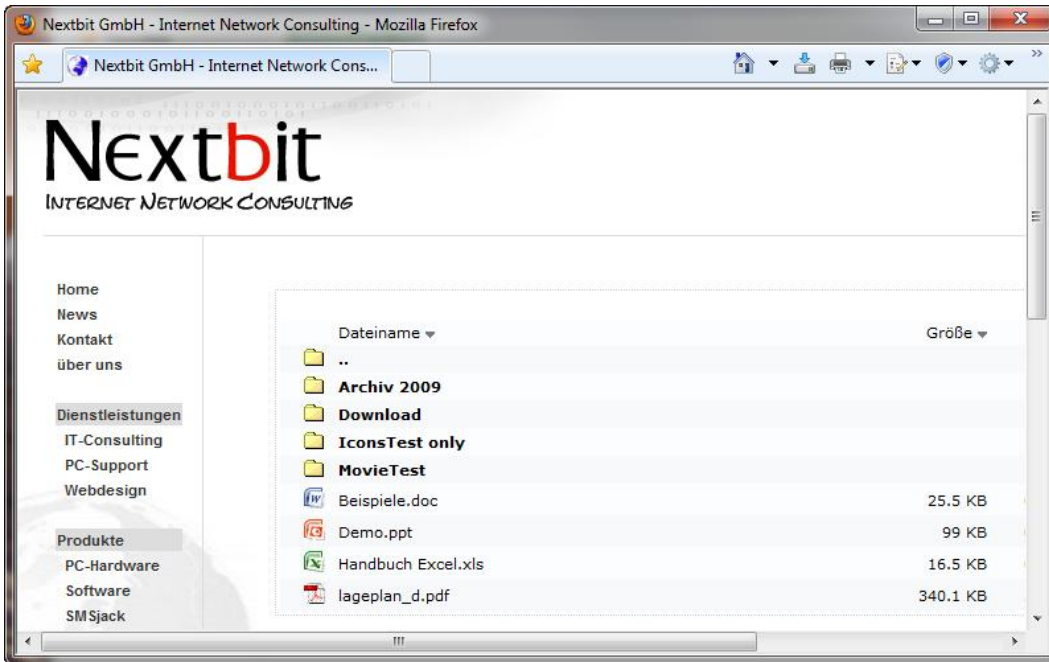 Nextbit GmbH - Internet Network Consulting - Mozilla Firefox
Nextbit GmbH - Internet Network Cons...
Nextbit
INTERNET NETWORK CONSULTING
Home
News
Kontakt
über uns
Dienstleistungen
IT-Consulting
PC-Support
Webdesign
Produkte
PC-Hardware
Software
SMSjack
Dateiname Größe
..
Archiv 2009
Download
IconsTest only
MovieTest
Beispiele.doc 25.5 KB
Demo.ppt 99 KB
Handbuch Excel.xls 16.5 KB
lageplan_d.pdf 340.1 KB